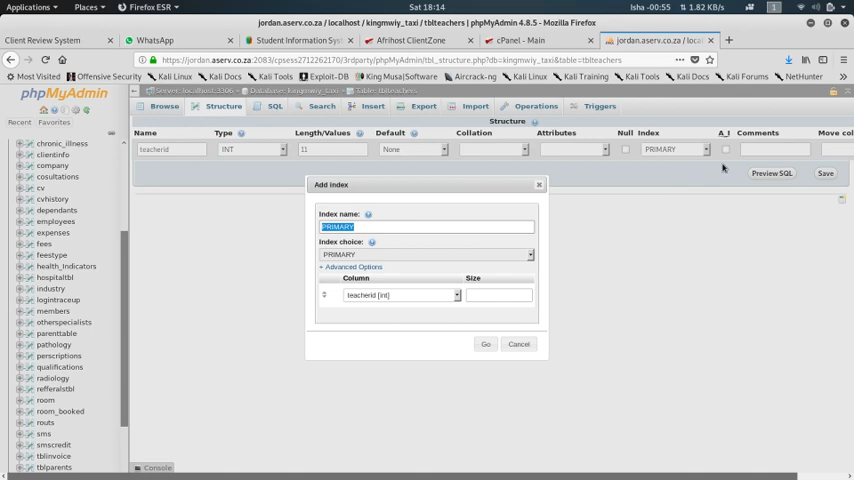 Applications Places Firefox ESR Sat 18:14 Isha -00:55 1.82 KB/s 1
jordan.aserv.co.za / localhost / kingmwiy_taxi / tblteachers | phpMyAdmin 4.8.5 - Mozilla Firefox
Client Review System WhatsApp Student Information Sys Afrihost ClientZone cPanel - Main jordan.aserv.co.za / local
https://jordan.aserv.co.za:2083/cpsess2712262170/3rdparty/phpMyAdmin/tbl_structure.php?db=kingmwiy_taxi&table=tblteachers
Most Visited Offensive Security Kali Linux Kali Docs Kali Tools Exploit-DB King Musa|Software Aircrack-ng Kali Linux Kali Training Kali Tools Kali Docs Kali Forums NetHunter
phpMyAdmin
Server: localhost:3306 » Database: kingmwiy_taxi » Table: tblteachers
Browse Structure SQL Search Insert Export Import Operations Triggers
Recent Favorites
Structure
Name Type Length/Values Default Collation Attributes Null Index A_I Comments Move col
teacherid INT 11 None PRIMARY
Preview SQL Save
chronic_illness
clientinfo
company
cosultations
cv
cvhistory
dependants
employees
expenses
fees
feestype
health_Indicators
hospitaltbl
industry
logintraceup
members
otherspecialists
parenttable
pathology
perscriptions
qualifications
radiology
refferalstbl
room
room_booked
routs
sms
smscredit
tblinvoice
tblparents
Add index
Index name:
PRIMARY
Index choice:
PRIMARY
+ Advanced Options
Column Size
teacherid [int]
Go Cancel
Console